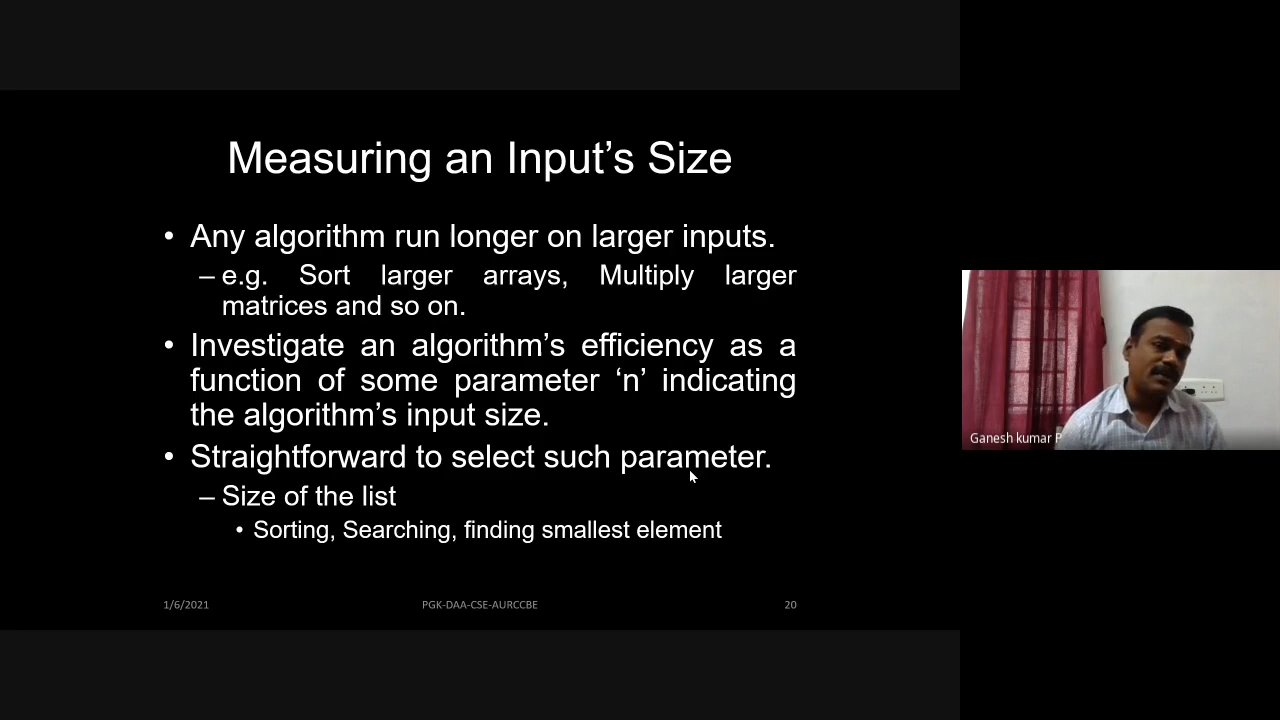 Measuring an Input’s Size
• Any algorithm run longer on larger inputs.
– e.g. Sort larger arrays, Multiply larger
matrices and so on.
• Investigate an algorithm’s efficiency as a
function of some parameter ‘n’ indicating
the algorithm’s input size.
• Straightforward to select such parameter.
– Size of the list
• Sorting, Searching, finding smallest element
1/6/2021
PGK-DAA-CSE-AURCCBE
20
Ganesh kumar P